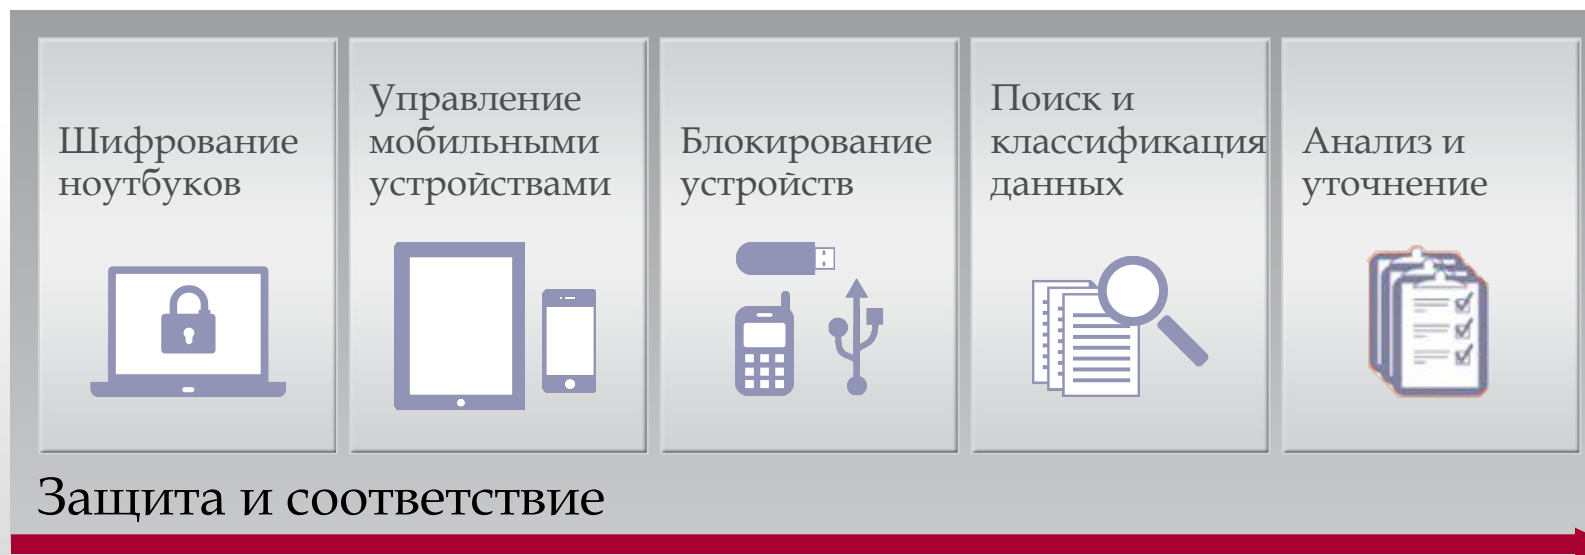 Шифрование
ноутбуков
Управление
мобильными
устройствами
Блокирование
устройств
Поиск и
классификация
данных
Анализ и
уточнение
Защита и соответствие